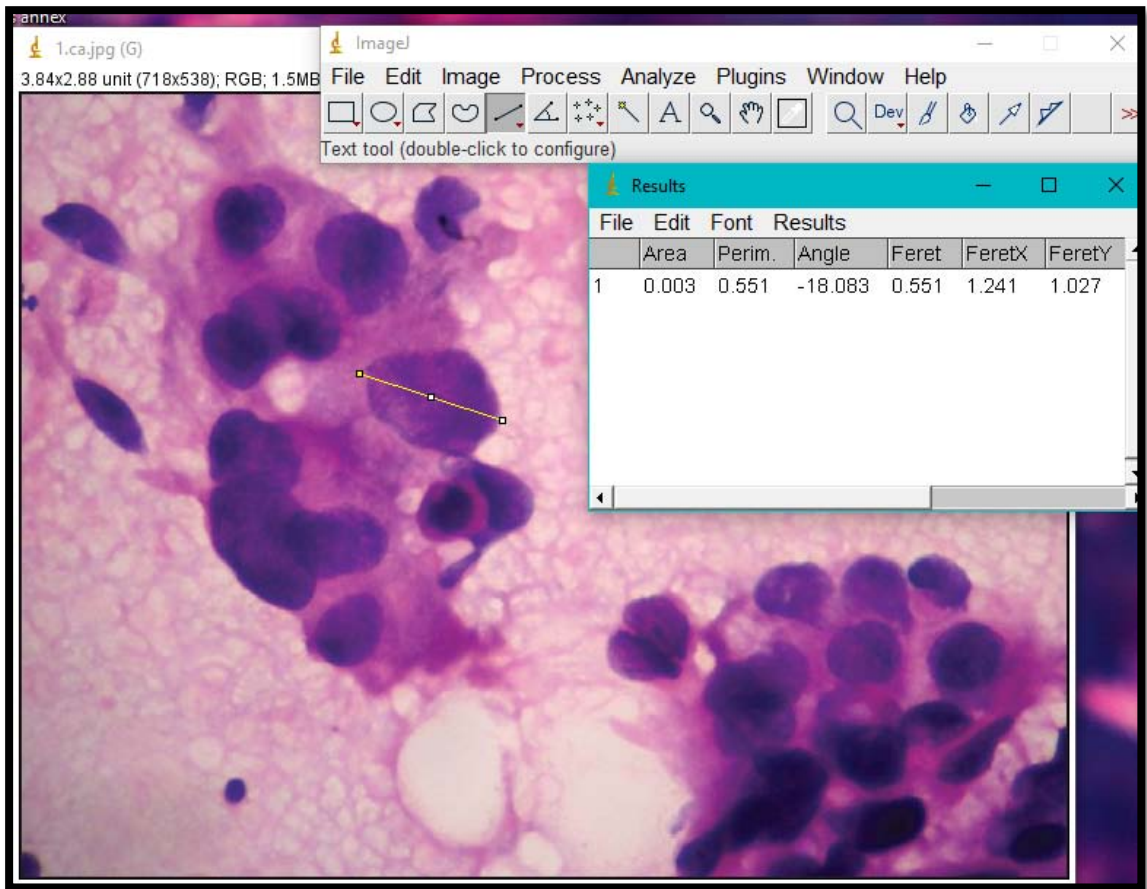 s annex
1.ca.jpg (G)
3.84x2.88 unit (718x538); RGB; 1.5MB
ImageJ
File Edit Image Process Analyze Plugins Window Help
A Dev >>
Text tool (double-click to configure)
Results
File Edit Font Results
Area Perim. Angle Feret FeretX FeretY
1 0.003 0.551 -18.083 0.551 1.241 1.027